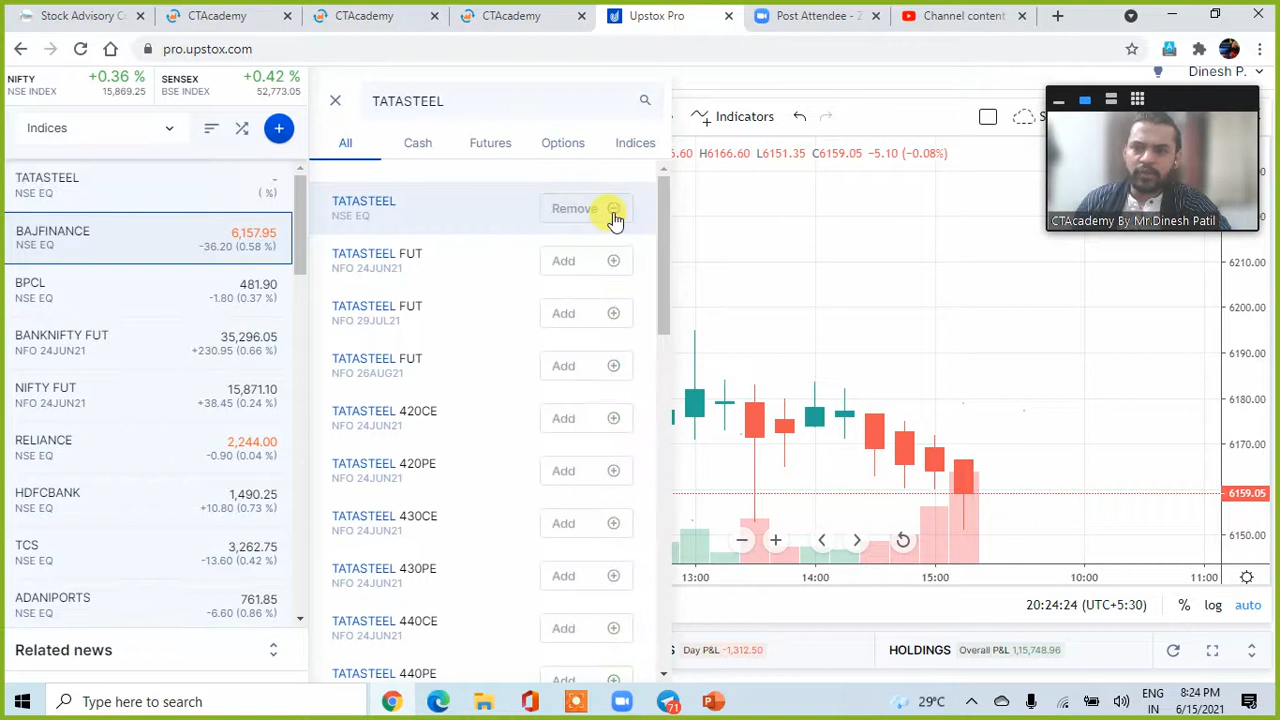 Stock Advisory C
CTAcademy
CTAcademy
CTAcademy
Upstox Pro
Post Attendee - Z
Channel content
pro.upstox.com
NIFTY
NSE INDEX
+0.36 %
15,869.25
SENSEX
BSE INDEX
+0.42 %
52,773.05
Indices
TATASTEEL
NSE EQ
-
( %)
BAJFINANCE
NSE EQ
6,157.95
-36.20 (0.58 %)
BPCL
NSE EQ
481.90
-1.80 (0.37 %)
BANKNIFTY FUT
NFO 24JUN21
35,296.05
+230.95 (0.66 %)
NIFTY FUT
NFO 24JUN21
15,871.10
+38.45 (0.24 %)
RELIANCE
NSE EQ
2,244.00
-0.90 (0.04 %)
HDFCBANK
NSE EQ
1,490.25
+10.80 (0.73 %)
TCS
NSE EQ
3,262.75
-13.60 (0.42 %)
ADANIPORTS
NSE EQ
761.85
-6.60 (0.86 %)
Related news
TATASTEEL
All
Cash
Futures
Options
Indices
TATASTEEL
NSE EQ
Remove
TATASTEEL FUT
NFO 24JUN21
Add
TATASTEEL FUT
NFO 29JUL21
Add
TATASTEEL FUT
NFO 26AUG21
Add
TATASTEEL 420CE
NFO 24JUN21
Add
TATASTEEL 420PE
NFO 24JUN21
Add
TATASTEEL 430CE
NFO 24JUN21
Add
TATASTEEL 430PE
NFO 24JUN21
Add
TATASTEEL 440CE
NFO 24JUN21
Add
TATASTEEL 440PE
Add
Dinesh P.
Indicators
S
5.60 H6166.60 L6151.35 C6159.05 -5.10 (-0.08%)
CTAcademy By Mr.Dinesh Patil
6210.00
6200.00
6190.00
6180.00
6170.00
6159.05
6150.00
13:00
14:00
15:00
10:00
11:00
20:24:24 (UTC+5:30)
%
log
auto
S
Day P&L -1,312.50
HOLDINGS
Overall P&L 1,15,748.96
Type here to search
71
29°C
ENG
IN
8:24 PM
6/15/2021